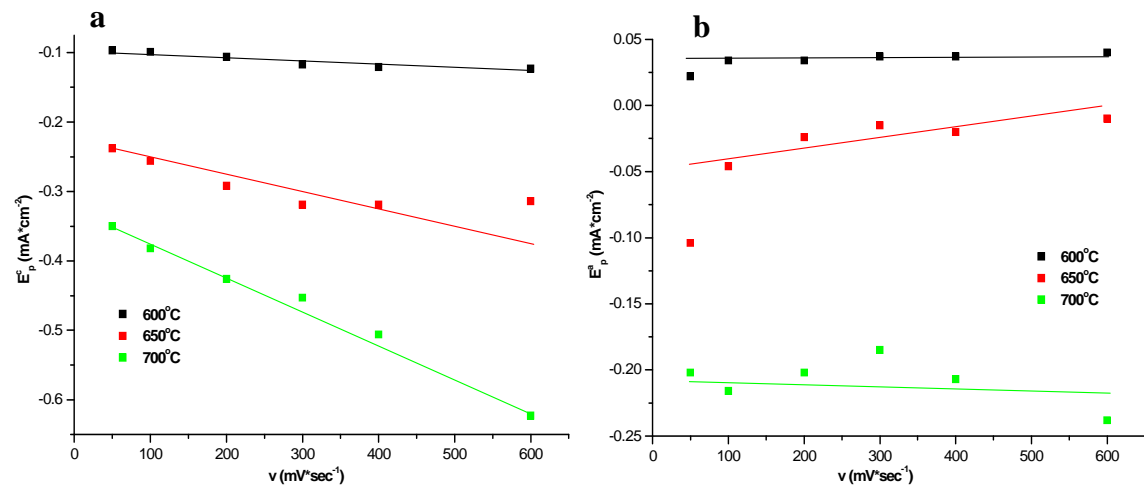 a
-0.1
-0.2
-0.3
-0.4
-0.5
-0.6
E_p^c (mA*cm^-2)
600°C
650°C
700°C
0 100 200 300 400 500 600
v (mV*sec^-1)
b
0.05
0.00
-0.05
-0.10
-0.15
-0.20
-0.25
E_p^a (mA*cm^-2)
600°C
650°C
700°C
0 100 200 300 400 500 600
v (mV*sec^-1)